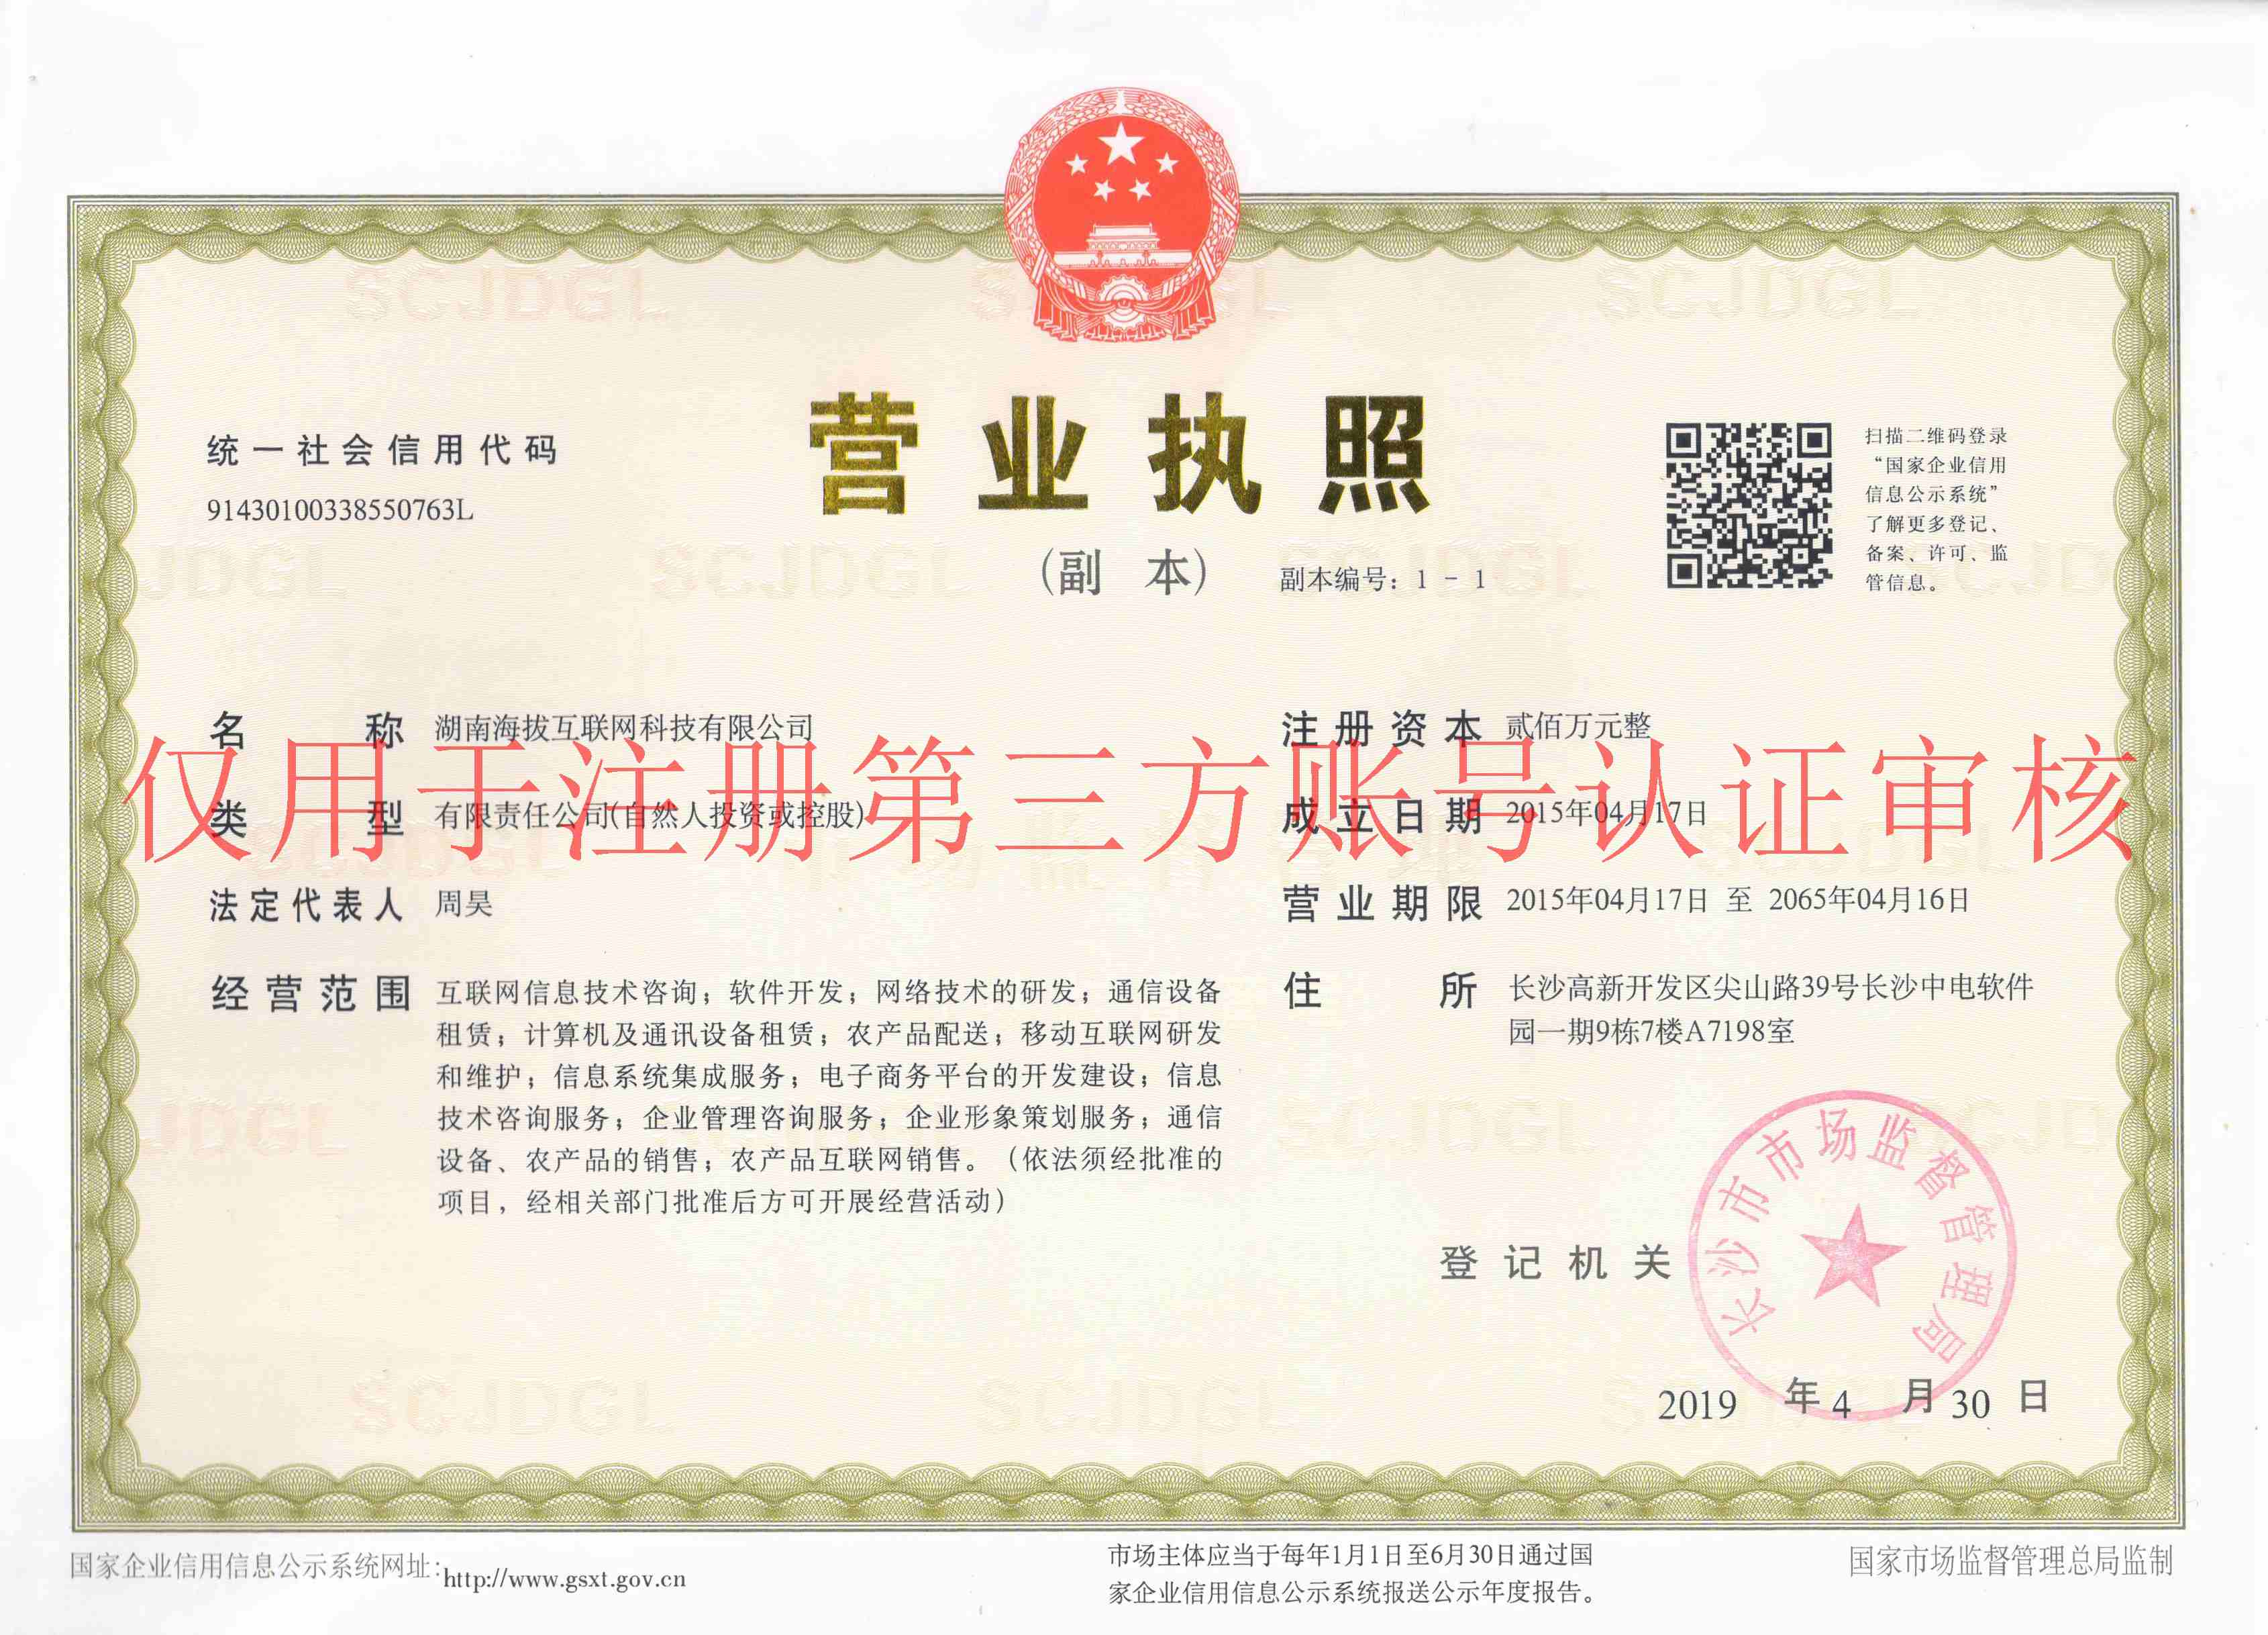 营业执照
(副 本)
副本编号：1 - 1
统一社会信用代码
91430100338550763L
扫描二维码登录
“国家企业信用
信息公示系统”
了解更多登记、
备案、许可、监
管信息。
名称 湖南海拔互联网科技有限公司
类型 有限责任公司(自然人投资或控股)
法定代表人 周昊
经营范围 互联网信息技术咨询；软件开发；网络技术的研发；通信设备
租赁；计算机及通讯设备租赁；农产品配送；移动互联网研发
和维护；信息系统集成服务；电子商务平台的开发建设；信息
技术咨询服务；企业管理咨询服务；企业形象策划服务；通信
设备、农产品的销售；农产品互联网销售。（依法须经批准的
项目，经相关部门批准后方可开展经营活动）
注册资本 贰佰万元整
成立日期 2015年04月17日
营业期限 2015年04月17日 至 2065年04月16日
住所 长沙高新开发区尖山路39号长沙中电软件
园一期9栋7楼A7198室
仅用于注册第三方账号认证审核
登记机关
长沙市市场监督管理局
2019 年 4 月 30 日
国家企业信用信息公示系统网址：http://www.gsxt.gov.cn
市场主体应当于每年1月1日至6月30日通过国
家企业信用信息公示系统报送公示年度报告。
国家市场监督管理总局监制
SCJDGL
SCJDGL
SCJDGL